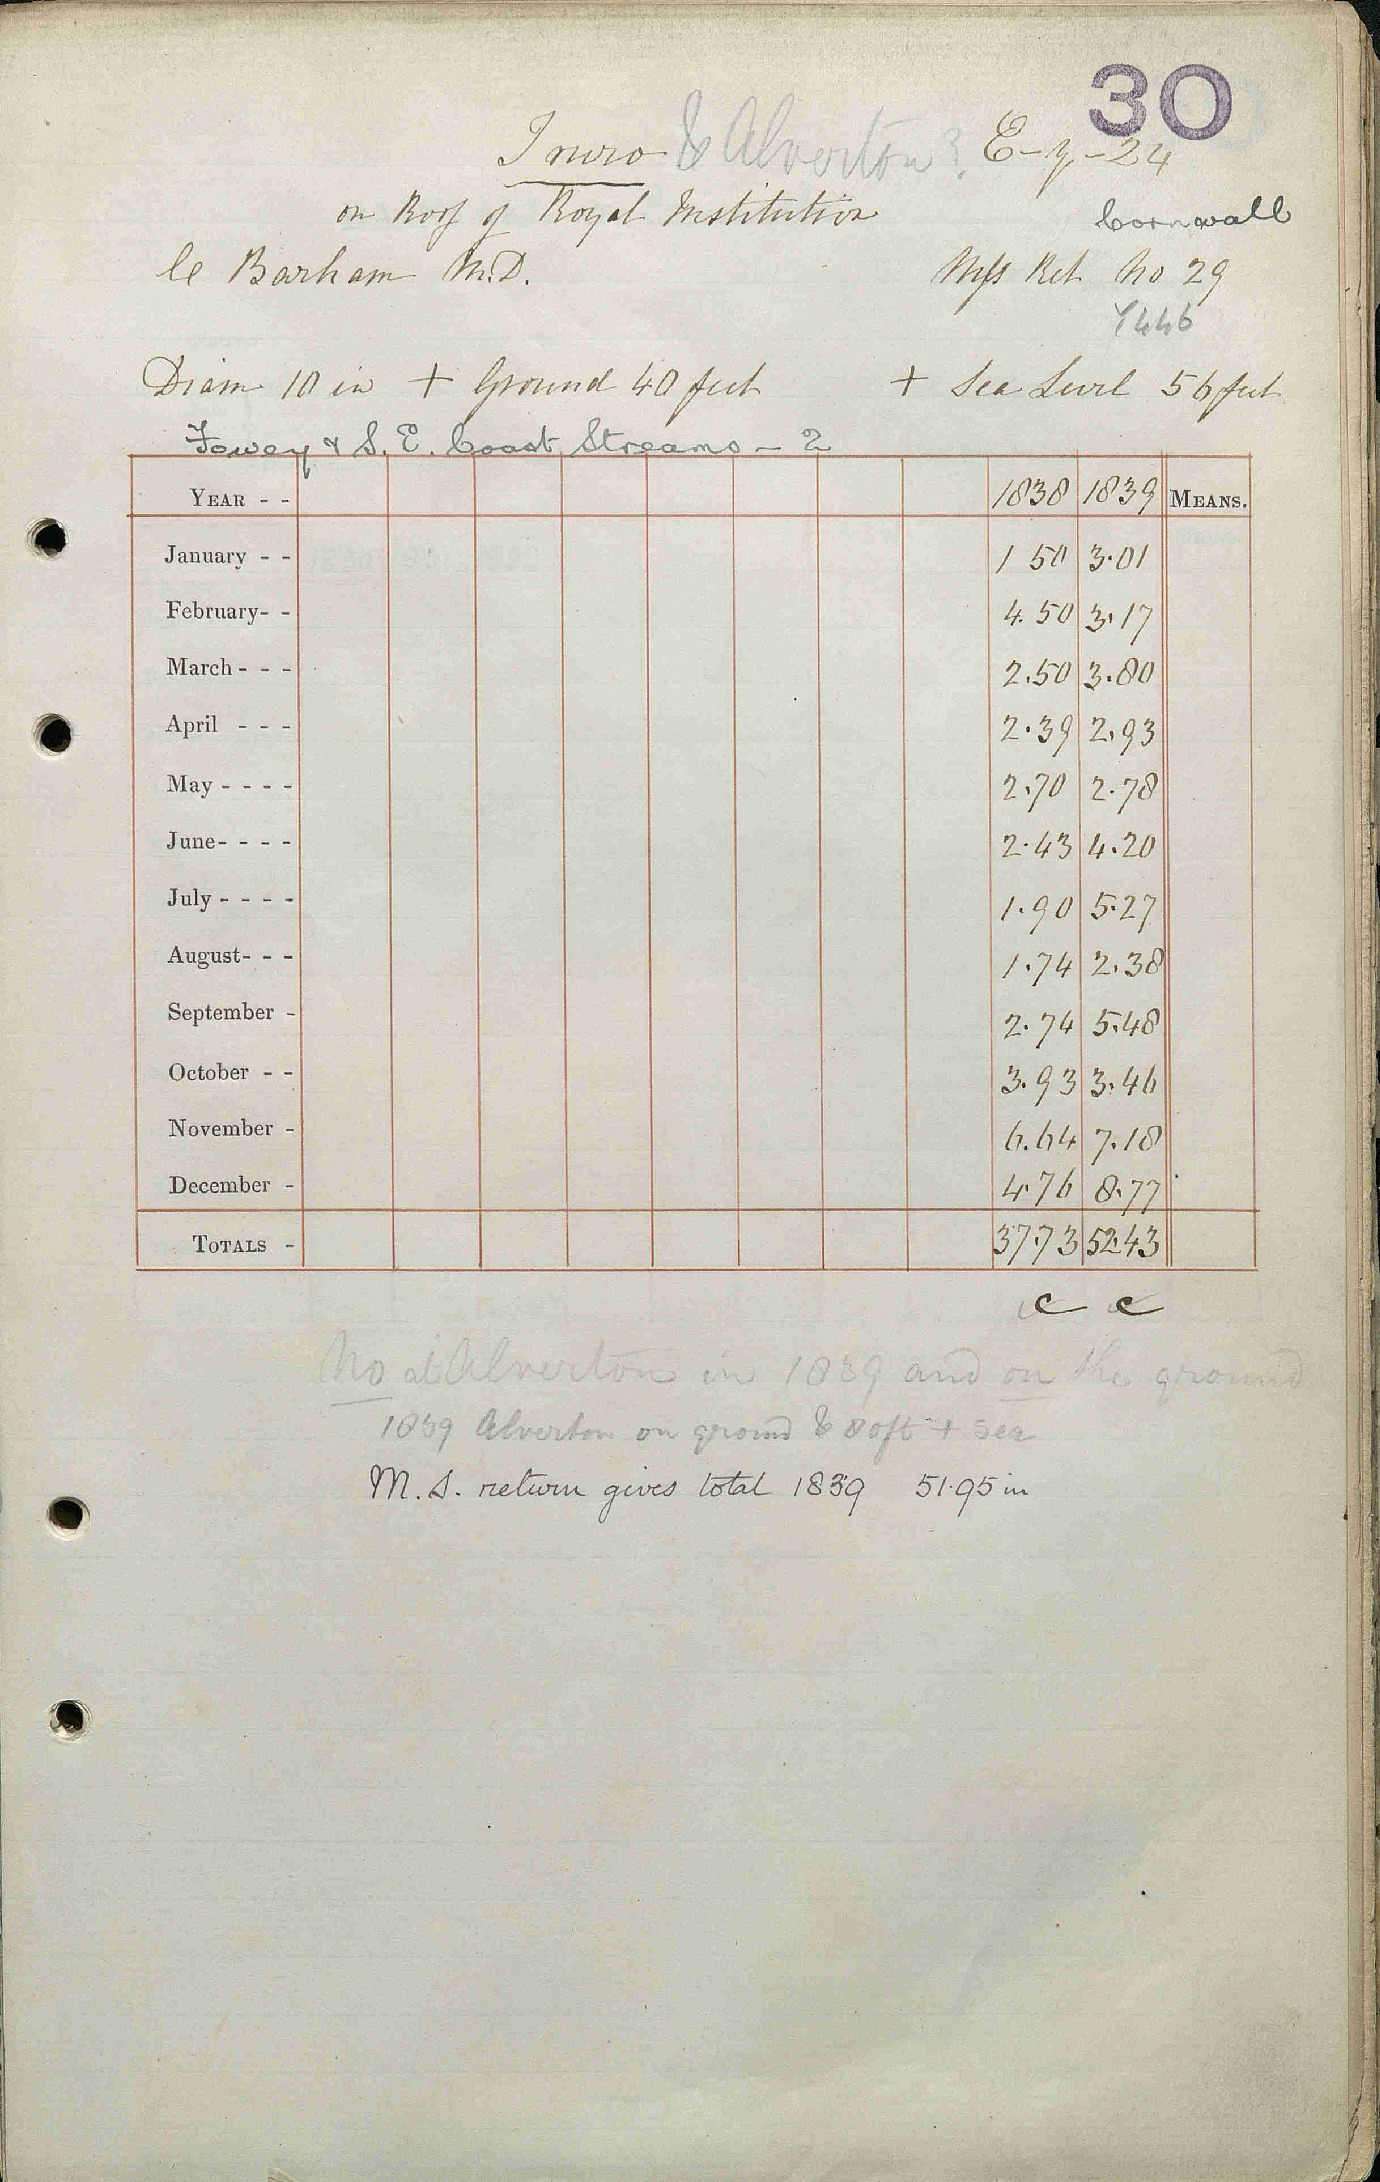 30
Truro & Alverton? E-y-24
on Roof of Royal Institution
Cornwall
C Barham M.D. Mss Ret No 29
Diam 10 in + Ground 40 feet + Sea Level 56 feet
Fowey & S. E. Coast Streams - 2
YEAR - - 1838 1839 MEANS.
January - - 1 50 3.01
February- - 4.50 3.17
March - - - 2.50 3.80
April - - - 2.39 2.93
May - - - - 2.70 2.78
June- - - - 2.43 4.20
July - - - - 1.90 5.27
August- - - 1.74 2.38
September - 2.74 5.48
October - - 3.93 3.46
November - 6.64 7.18
December - 4.76 8.77
TOTALS - 37.73 52.43
c c
No at Alverton in 1839 and on the ground
1839 Alverton on ground & 80ft + sea
M.S. return gives total 1839 51.95 in